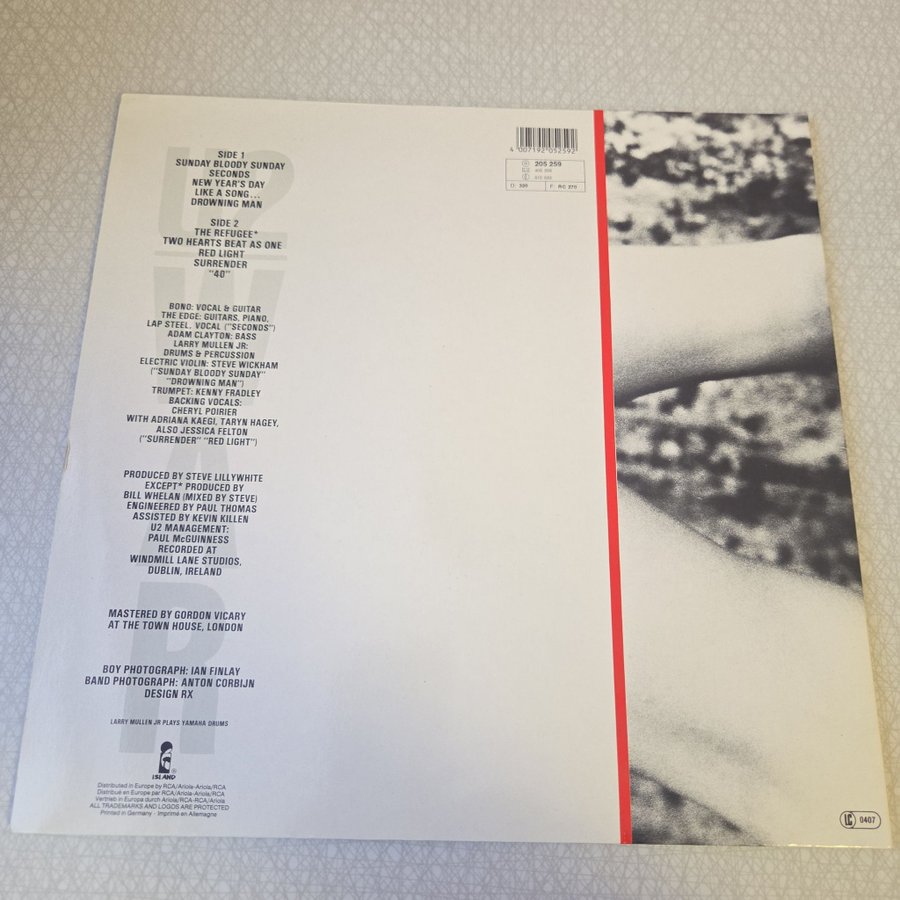 U2
WAR
SIDE 1
SUNDAY BLOODY SUNDAY
SECONDS
NEW YEAR'S DAY
LIKE A SONG...
DROWNING MAN
SIDE 2
THE REFUGEE*
TWO HEARTS BEAT AS ONE
RED LIGHT
SURRENDER
"40"
BONO: VOCAL & GUITAR
THE EDGE: GUITARS, PIANO,
LAP STEEL, VOCAL ("SECONDS")
ADAM CLAYTON: BASS
LARRY MULLEN JR:
DRUMS & PERCUSSION
ELECTRIC VIOLIN: STEVE WICKHAM
("SUNDAY BLOODY SUNDAY"
"DROWNING MAN")
TRUMPET: KENNY FRADLEY
BACKING VOCALS:
CHERYL POIRIER
WITH ADRIANA KAEGI, TARYN HAGEY,
ALSO JESSICA FELTON
("SURRENDER" "RED LIGHT")
PRODUCED BY STEVE LILLYWHITE
EXCEPT* PRODUCED BY
BILL WHELAN (MIXED BY STEVE)
ENGINEERED BY PAUL THOMAS
ASSISTED BY KEVIN KILLEN
U2 MANAGEMENT:
PAUL McGUINNESS
RECORDED AT
WINDMILL LANE STUDIOS,
DUBLIN, IRELAND
MASTERED BY GORDON VICARY
AT THE TOWN HOUSE, LONDON
BOY PHOTOGRAPH: IAN FINLAY
BAND PHOTOGRAPH: ANTON CORBIJN
DESIGN RX
LARRY MULLEN JR PLAYS YAMAHA DRUMS
ISLAND
Distributed in Europe by RCA/Ariola-Ariola/RCA
Distribué en Europe par RCA/Ariola-Ariola/RCA
Vertrieb in Europa durch Ariola/RCA-RCA/Ariola
ALL TRADEMARKS AND LOGOS ARE PROTECTED
Printed in Germany · Imprimé en Allemagne
4 007192 052592
205 259
F: RC 270
LC 0407